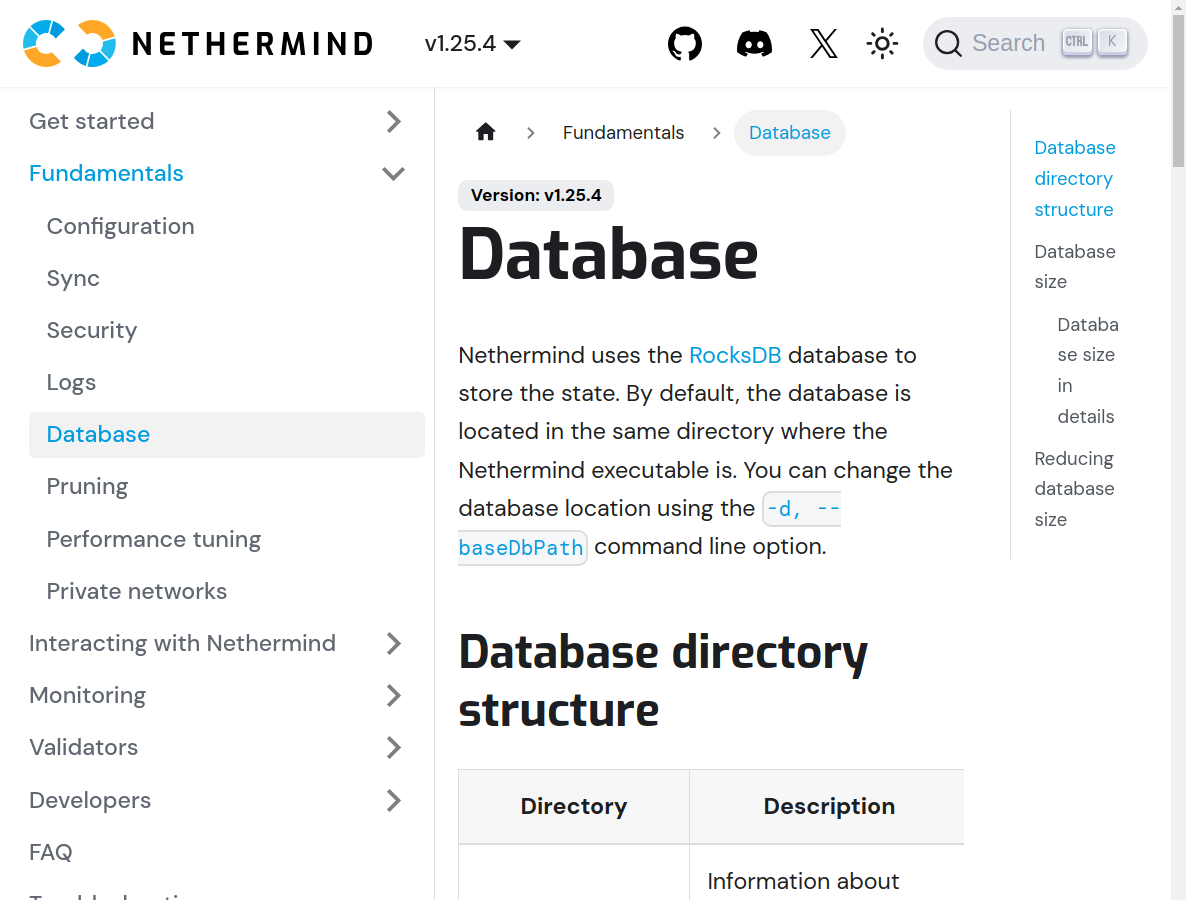 NETHERMIND
v1.25.4
Search
CTRL
K
Get started
Fundamentals
Configuration
Sync
Security
Logs
Database
Pruning
Performance tuning
Private networks
Interacting with Nethermind
Monitoring
Validators
Developers
FAQ
Fundamentals
Database
Version: v1.25.4
Database
Nethermind uses the RocksDB database to
store the state. By default, the database is
located in the same directory where the
Nethermind executable is. You can change the
database location using the -d, --
baseDbPath command line option.
Database directory
structure
Directory Description
Information about
Database
directory
structure
Database
size
Databa
se size
in
details
Reducing
database
size